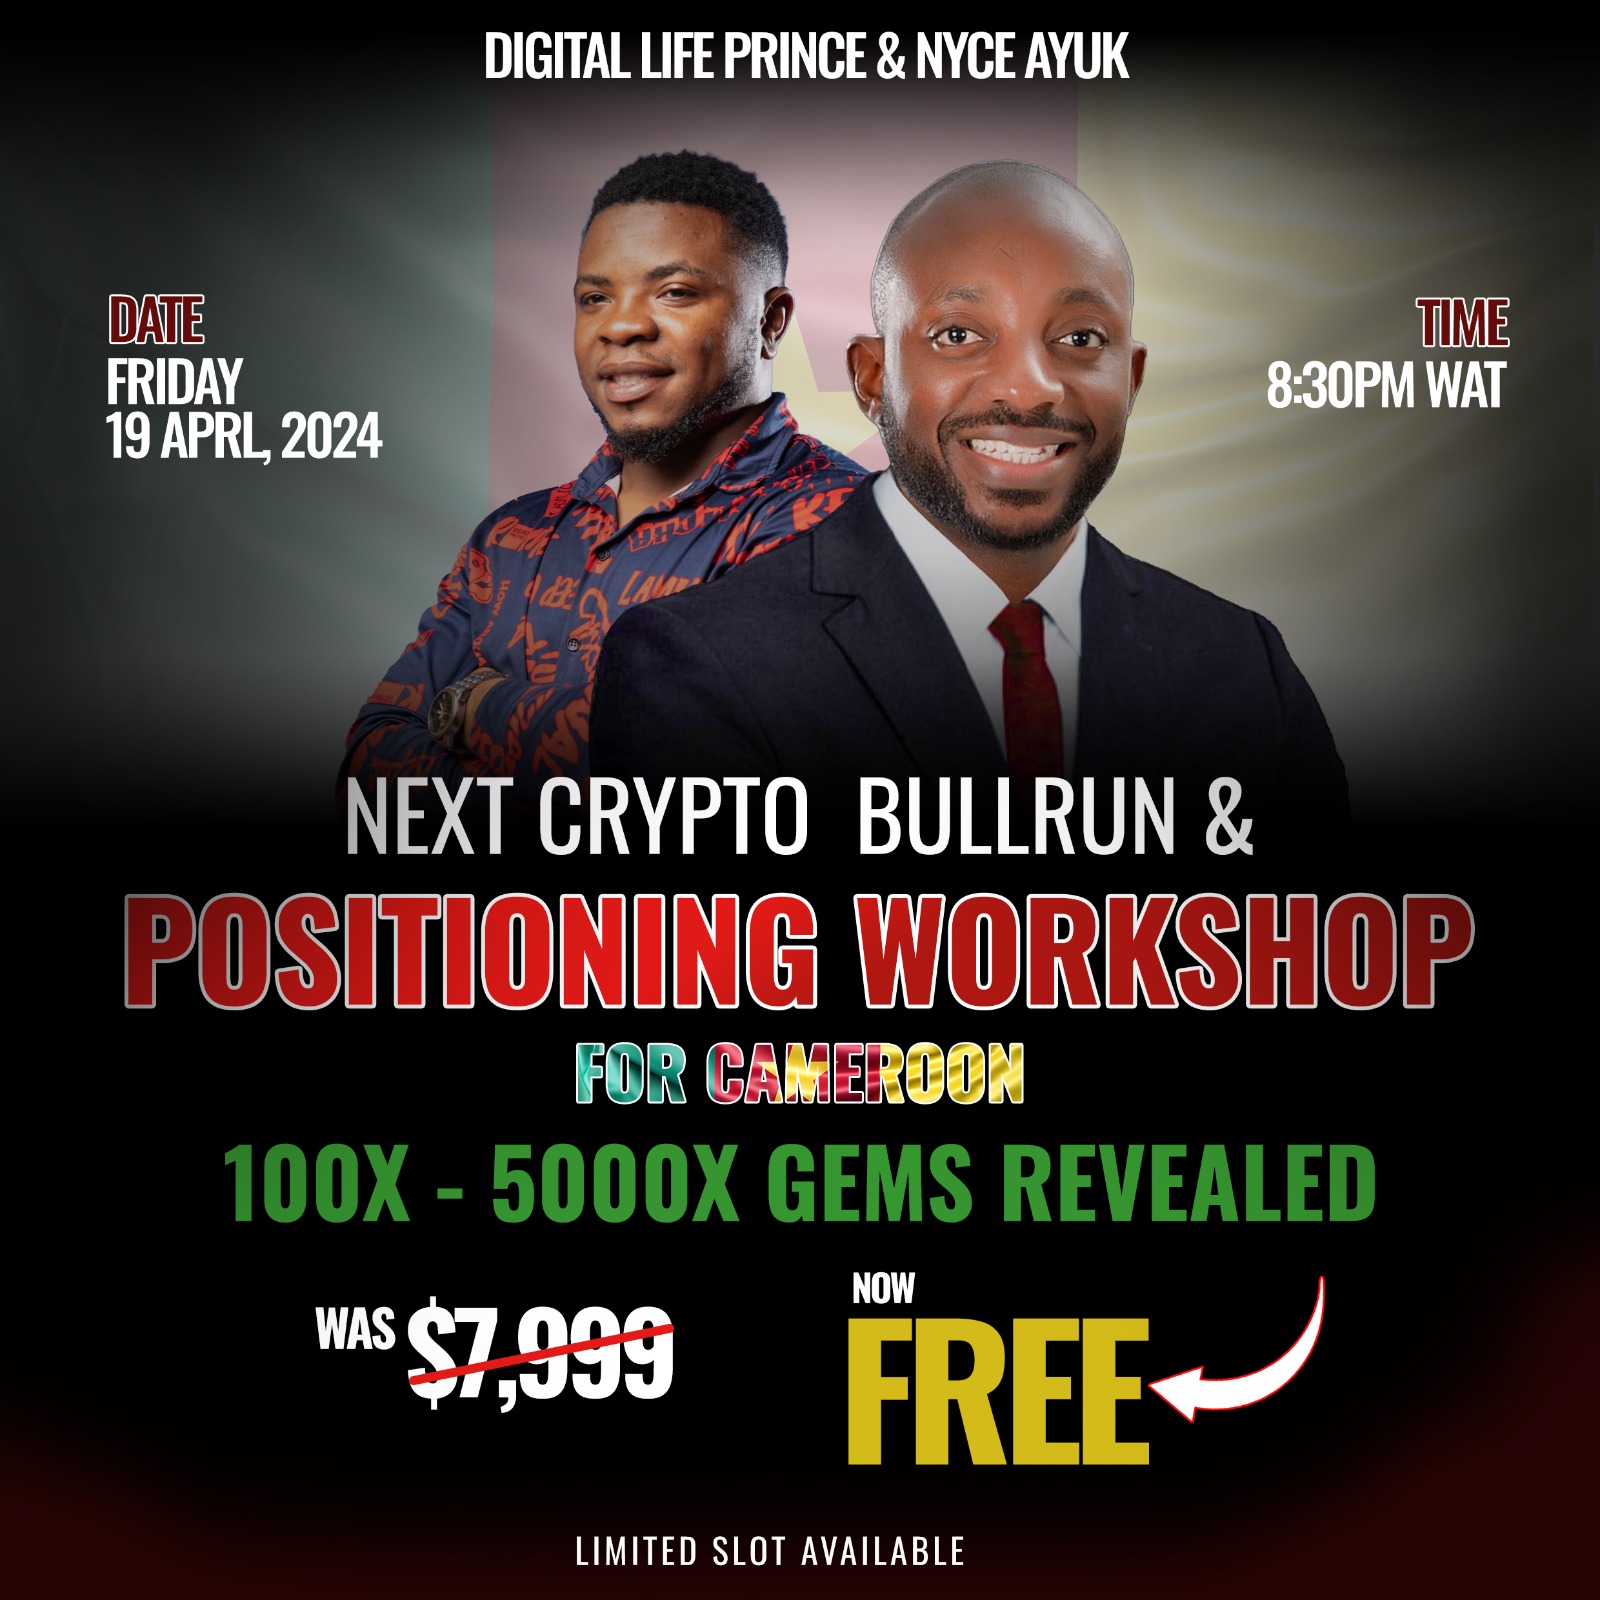 DIGITAL LIFE PRINCE & NYCE AYUK
DATE
FRIDAY
19 APRL, 2024
TIME
8:30PM WAT
NEXT CRYPTO BULLRUN &
POSITIONING WORKSHOP
FOR CAMEROON
100X - 5000X GEMS REVEALED
WAS $7,999
NOW
FREE
LIMITED SLOT AVAILABLE